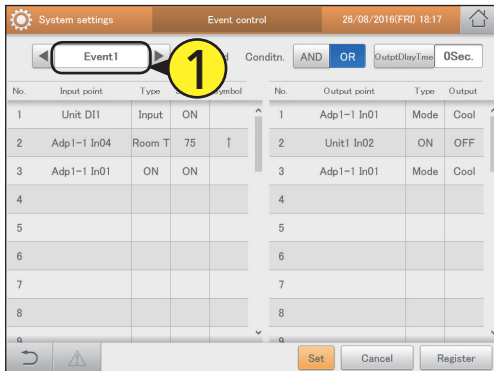 System settings Event control 26/08/2016(FRI) 18:17
Event1 1 Conditn. AND OR OutptDlayTme 0Sec.
No. Input point Type Symbol No. Output point Type Output
1 Unit DI1 Input ON 1 Adp1-1 In01 Mode Cool
2 Adp1-1 In04 Room T 75 ↑ 2 Unit1 In02 ON OFF
3 Adp1-1 In01 ON ON 3 Adp1-1 In01 Mode Cool
4 4
5 5
6 6
7 7
8 8
9 9
Set Cancel Register